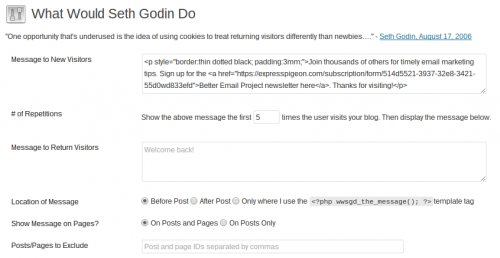 What Would Seth Godin Do
"One opportunity that's underused is the idea of using cookies to treat returning visitors differently than newbies...." - Seth Godin, August 17, 2006
Message to New Visitors
<p style="border:thin dotted black; padding:3mm;">Join thousands of others for timely email marketing
tips. Sign up for the <a href="https://expresspigeon.com/subscription/form/514d5521-3937-32e8-3421-
55d0wd833efd">Better Email Project newsletter here</a>. Thanks for visiting!</p>
# of Repetitions
Show the above message the first 5 times the user visits your blog. Then display the message below.
Message to Return Visitors
Welcome back!
Location of Message
Before Post After Post Only where I use the <?php wwsgd_the_message(); ?> template tag
Show Message on Pages?
On Posts and Pages On Posts Only
Posts/Pages to Exclude
Post and page IDs separated by commas